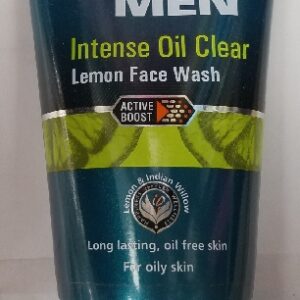 MEN
Intense Oil Clear
Lemon Face Wash
ACTIVE
BOOST
Lemon & Indian Willow
Long lasting, oil free skin
For oily skin